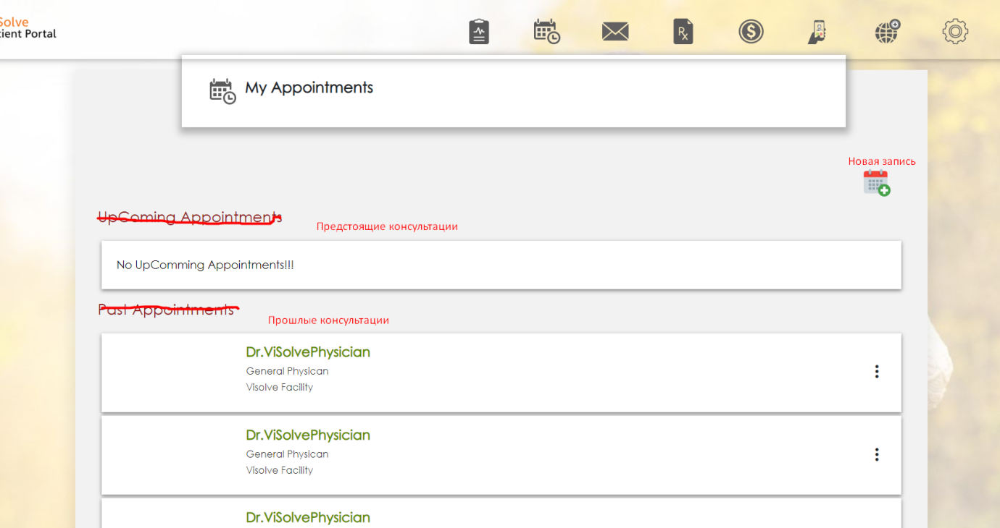 Solve
tient Portal
My Appointments
Новая запись
UpComing Appointments
Предстоящие консультации
No UpComming Appointments!!!
Past Appointments
Прошлые консультации
Dr.ViSolvePhysician
General Physican
Visolve Facility
Dr.ViSolvePhysician
General Physican
Visolve Facility
Dr.ViSolvePhysician